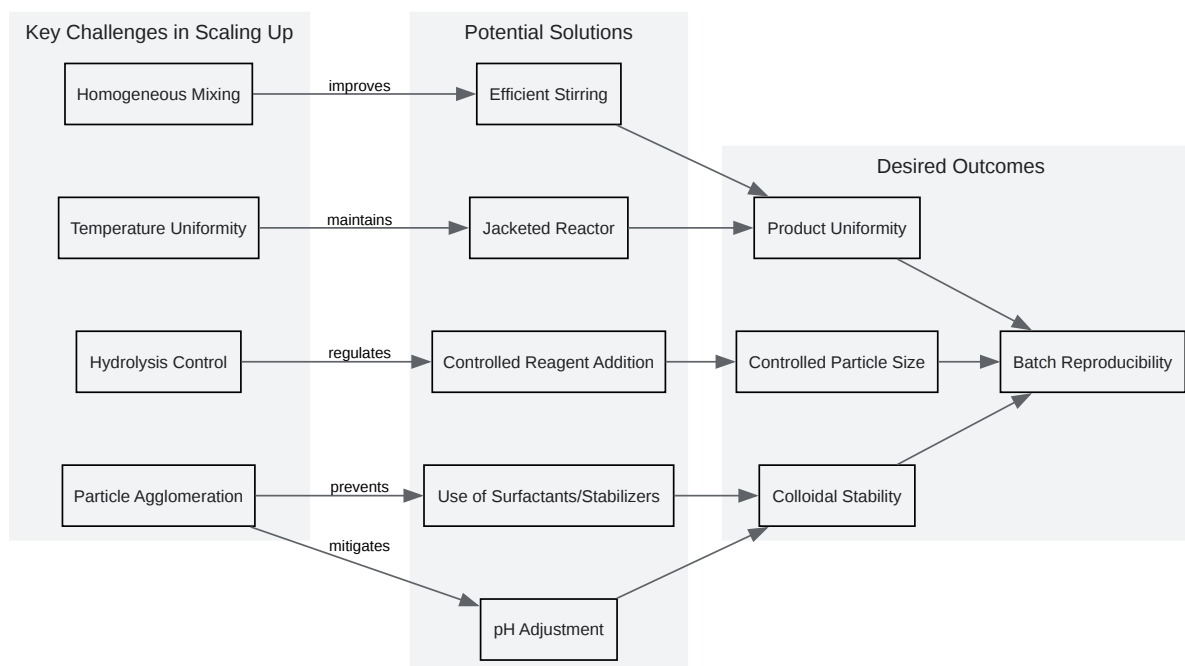 Key Challenges in Scaling Up
Potential Solutions
Homogeneous Mixing
improves
Efficient Stirring
Desired Outcomes
Temperature Uniformity
maintains
Jacketed Reactor
Product Uniformity
Hydrolysis Control
regulates
Controlled Reagent Addition
Controlled Particle Size
Batch Reproducibility
Particle Agglomeration
prevents
Use of Surfactants/Stabilizers
Colloidal Stability
mitigates
pH Adjustment